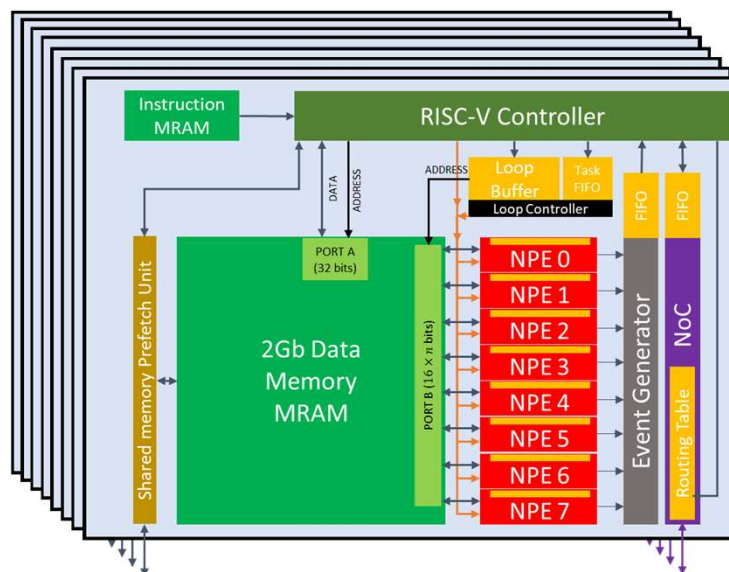 Instruction
MRAM
RISC-V Controller
DATA
ADDRESS
ADDRESS
Loop
Buffer
Task
FIFO
Loop Controller
FIFO
FIFO
Shared memory Prefetch Unit
PORT A
(32 bits)
2Gb Data
Memory
MRAM
PORT B (16 × n bits)
NPE 0
NPE 1
NPE 2
NPE 3
NPE 4
NPE 5
NPE 6
NPE 7
Event Generator
NoC
Routing Table